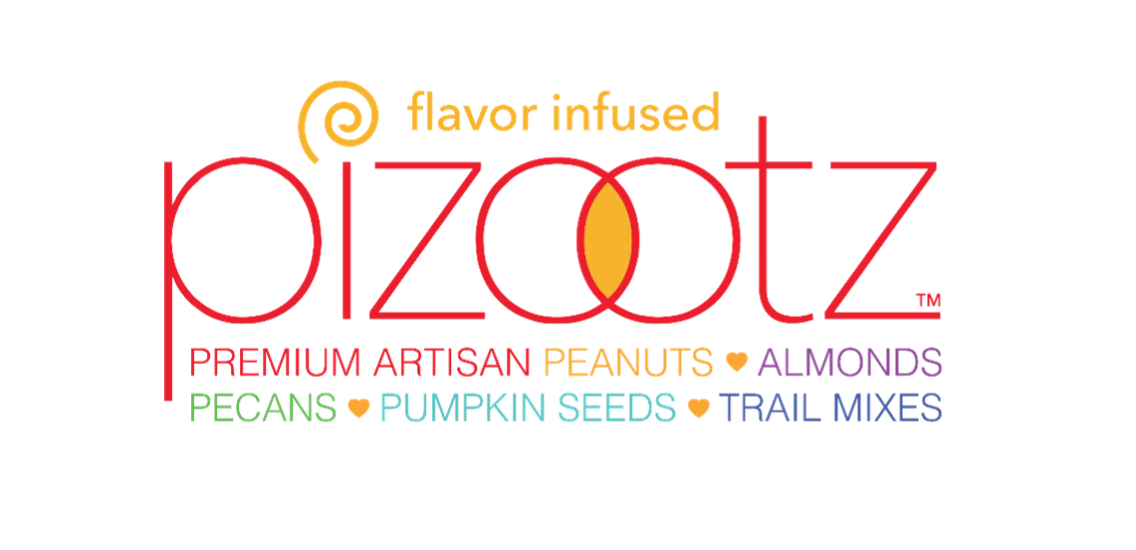 flavor infused
pizootz™
PREMIUM ARTISAN PEANUTS ALMONDS
PECANS PUMPKIN SEEDS TRAIL MIXES